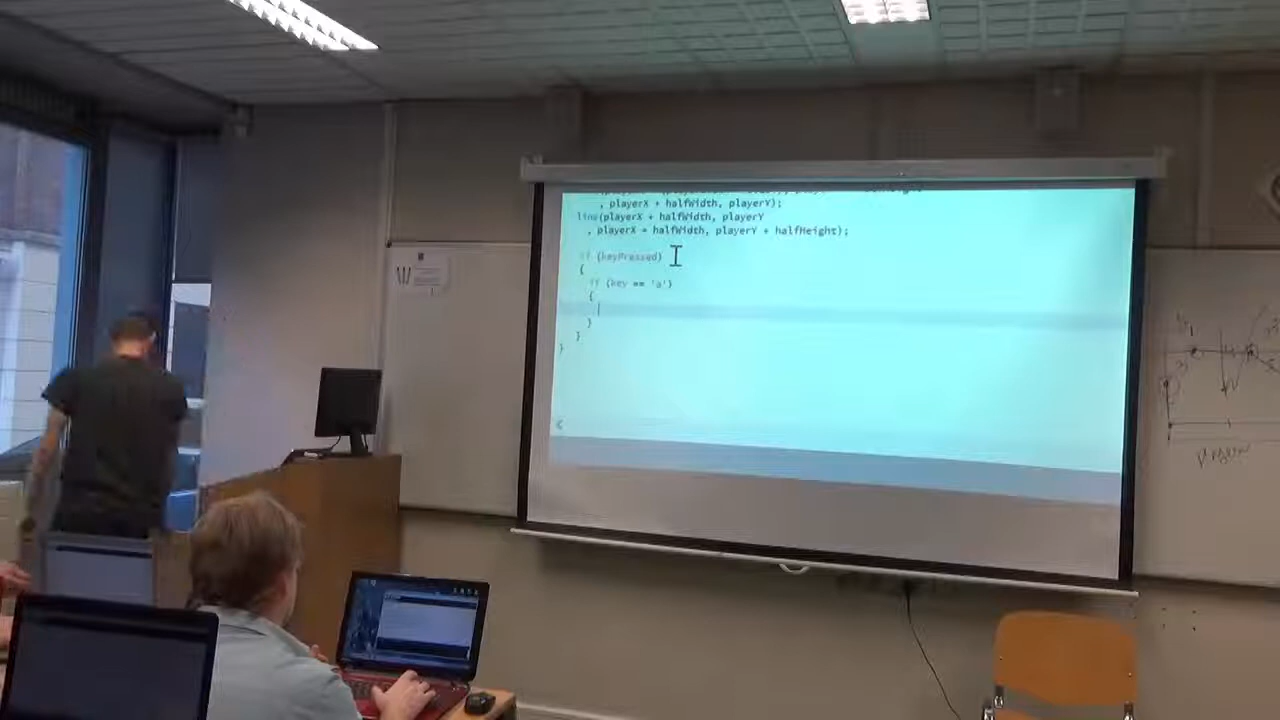 , playerX + halfWidth, playerY);
line(playerX + halfWidth, playerY
, playerX - halfWidth, playerY + halfHeight);
if (keyPressed)
{
if (key == 'a')
{
}
}
}